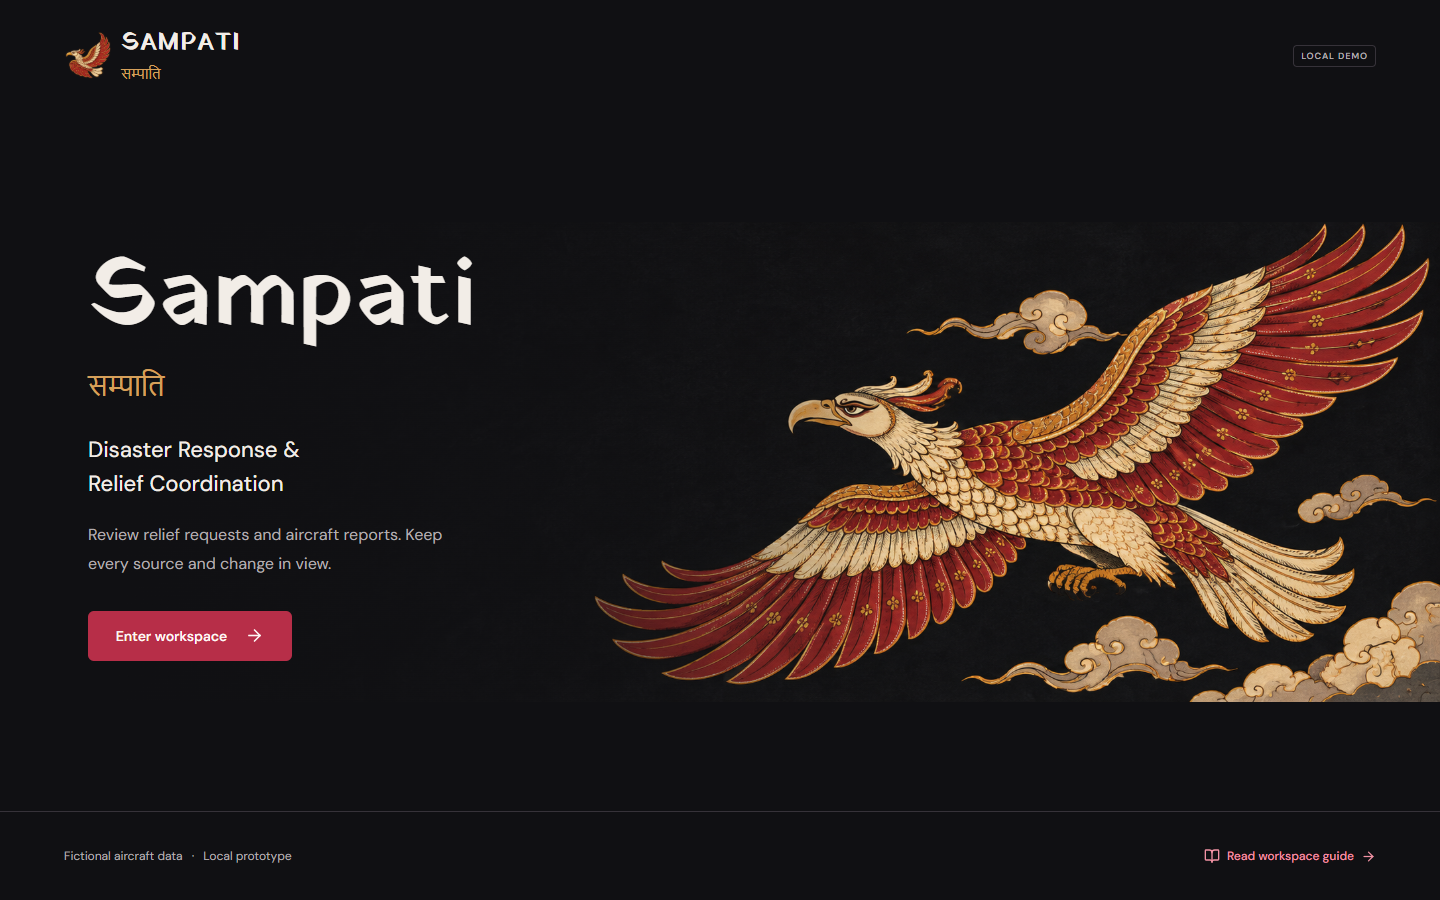 SAMPATI
सम्पाति
LOCAL DEMO
Sampati
सम्पाति
Disaster Response &
Relief Coordination
Review relief requests and aircraft reports. Keep
every source and change in view.
Enter workspace
Fictional aircraft data · Local prototype
Read workspace guide